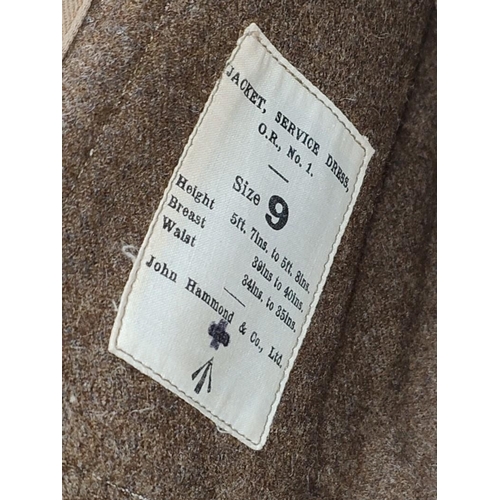 JACKET, SERVICE DRESS,
O.R., No. 1.
Size 9
Height 5ft. 7ins. to 5ft. 8ins.
Breast 39ins to 40ins.
Waist 34ins. to 35ins.
John Hammond & Co., Ltd.